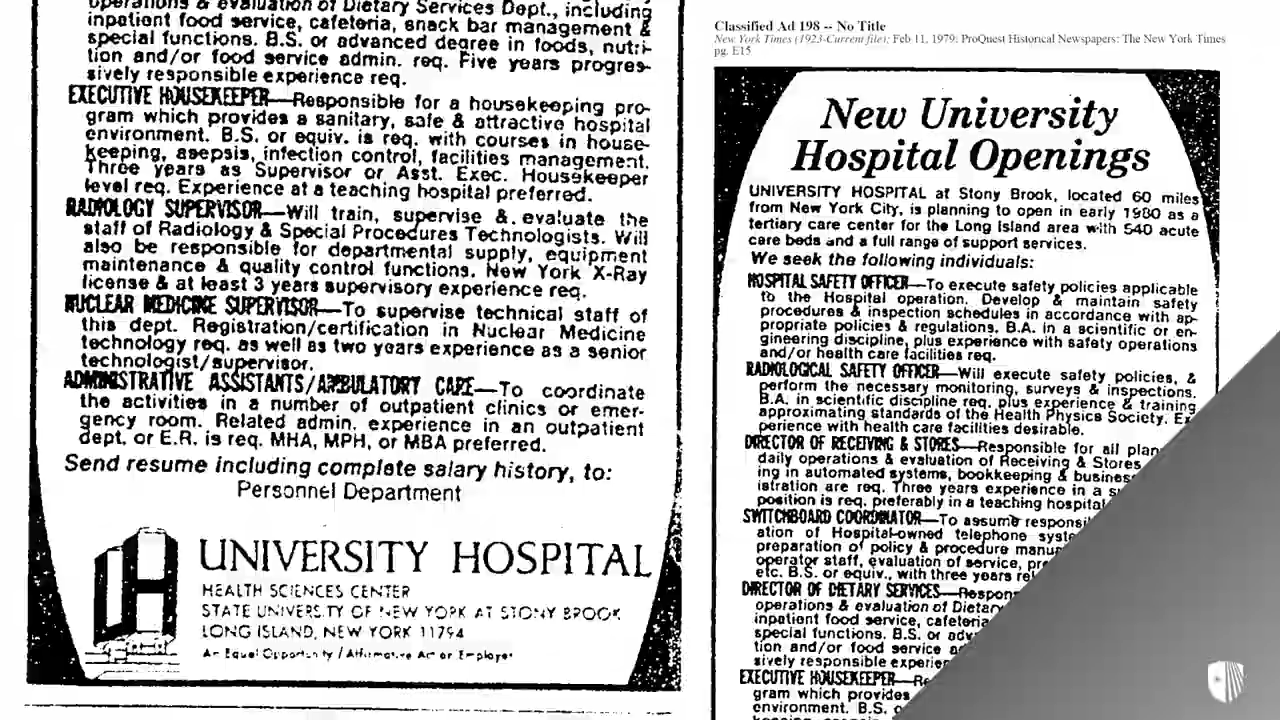 operations & evaluation of Dietary Services Dept., including
inpatient food service, cafeteria, snack bar management &
special functions. B.S. or advanced degree in foods, nutri-
tion and/or food service admin. req. Five years progres-
sively responsible experience req.
EXECUTIVE HOUSEKEEPER—Responsible for a housekeeping pro-
gram which provides a sanitary, safe & attractive hospital
environment. B.S. or equiv. is req. with courses in house-
keeping, asepsis, infection control, facilities management.
Three years as Supervisor or Asst. Exec. Housekeeper
level req. Experience at a teaching hospital preferred.
RADIOLOGY SUPERVISOR—Will train, supervise & evaluate the
staff of Radiology & Special Procedures Technologists. Will
also be responsible for departmental supply, equipment
maintenance & quality control functions. New York X-Ray
license & at least 3 years supervisory experience req.
NUCLEAR MEDICINE SUPERVISOR—To supervise technical staff of
this dept. Registration/certification in Nuclear Medicine
technology req. as well as two years experience as a senior
technologist/supervisor.
ADMINISTRATIVE ASSISTANTS/AMBULATORY CARE—To coordinate
the activities in a number of outpatient clinics or emer-
gency room. Related admin. experience in an outpatient
dept. or E.R. is req. MHA, MPH, or MBA preferred.
Send resume including complete salary history, to:
Personnel Department
UNIVERSITY HOSPITAL
HEALTH SCIENCES CENTER
STATE UNIVERSITY OF NEW YORK AT STONY BROOK
LONG ISLAND, NEW YORK 11794
An Equal Opportunity / Affirmative Action Employer
Classified Ad 198 -- No Title
New York Times (1923-Current file); Feb 11, 1979; ProQuest Historical Newspapers: The New York Times
pg. E15
New University
Hospital Openings
UNIVERSITY HOSPITAL at Stony Brook, located 60 miles
from New York City, is planning to open in early 1980 as a
tertiary care center for the Long Island area with 540 acute
care beds and a full range of support services.
We seek the following individuals:
HOSPITAL SAFETY OFFICER—To execute safety policies applicable
to the Hospital operation. Develop & maintain safety
procedures & inspection schedules in accordance with ap-
propriate policies & regulations. B.A. in a scientific or en-
gineering discipline, plus experience with safety operations
and/or health care facilities req.
RADIOLOGICAL SAFETY OFFICER—Will execute safety policies, &
perform the necessary monitoring, surveys & inspections.
B.A. in scientific discipline req. plus experience & training
approximating standards of the Health Physics Society. Ex
perience with health care facilities desirable.
DIRECTOR OF RECEIVING & STORES—Responsible for all plan
daily operations & evaluation of Receiving & Stores
ing in automated systems, bookkeeping & business
istration are req. Three years experience in a
position is req. preferably in a teaching hospital
SWITCHBOARD COORDINATOR—To assume responsi
ation of Hospital-owned telephone syste
preparation of policy & procedure manu
operator staff, evaluation of service, pre
etc. B.S. or equiv., with three years rel
DIRECTOR OF DIETARY SERVICES—Respon
operations & evaluation of Dietary
inpatient food service, cafeteria
special functions. B.S. or adv
tion and/or food service a
sively responsible experien
EXECUTIVE HOUSEKEEPER—Re
gram which provides
environment. B.S. o